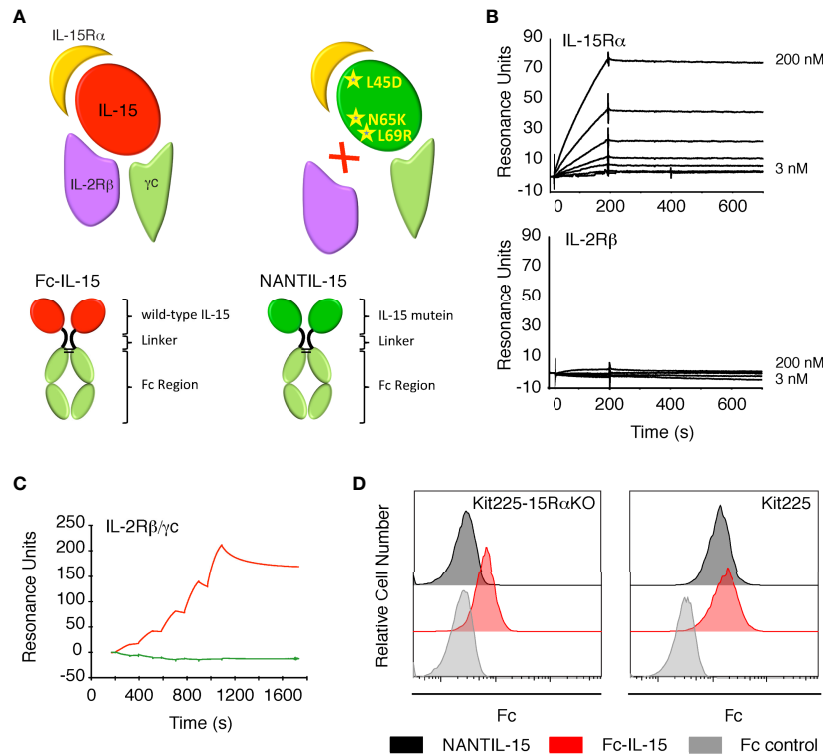 A
IL-15Rα
IL-15
IL-2Rβ
γc
L45D
N65K
L69R
Fc-IL-15
wild-type IL-15
Linker
Fc Region
NANTIL-15
IL-15 mutein
Linker
Fc Region
B
IL-15Rα
Resonance Units
90
70
50
30
10
-10
0
200
400
600
200 nM
3 nM
IL-2Rβ
Resonance Units
90
70
50
30
10
-10
0
200
400
600
200 nM
3 nM
Time (s)
C
IL-2Rβ/γc
Resonance Units
250
200
150
100
50
0
-50
0
400
800
1200
1600
Time (s)
D
Relative Cell Number
Kit225-15RαKO
Kit225
Fc
Fc
NANTIL-15
Fc-IL-15
Fc control